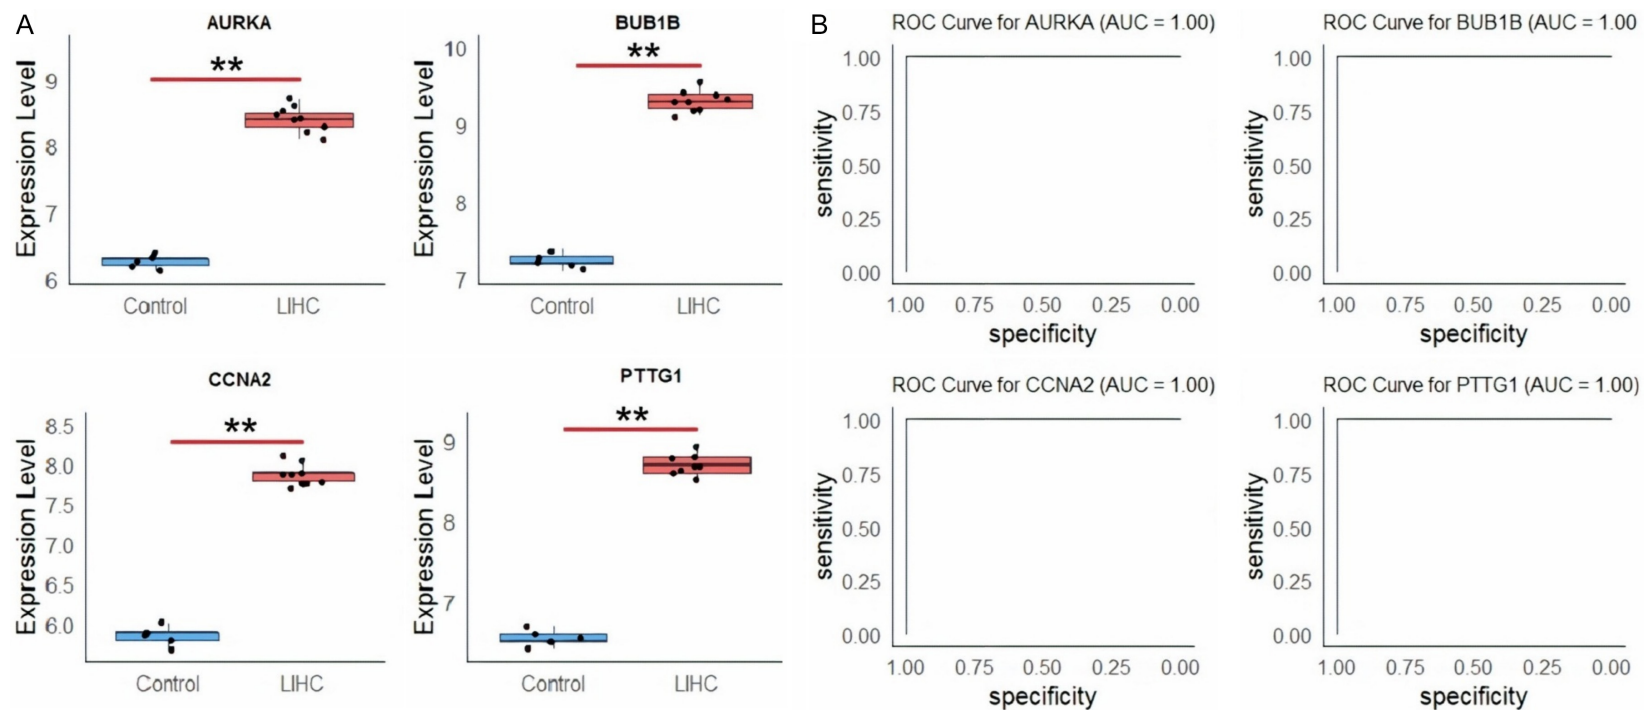 A
AURKA
**
Expression Level
9
8
7
6
Control
LIHC
BUB1B
**
Expression Level
10
9
8
7
Control
LIHC
CCNA2
**
Expression Level
8.5
8.0
7.5
7.0
6.5
6.0
Control
LIHC
PTTG1
**
Expression Level
9
8
7
Control
LIHC
B
ROC Curve for AURKA (AUC = 1.00)
sensitivity
1.00
0.75
0.50
0.25
0.00
1.00 0.75 0.50 0.25 0.00
specificity
ROC Curve for BUB1B (AUC = 1.00
sensitivity
1.00
0.75
0.50
0.25
0.00
1.00 0.75 0.50 0.25 0.00
specificity
ROC Curve for CCNA2 (AUC = 1.00)
sensitivity
1.00
0.75
0.50
0.25
0.00
1.00 0.75 0.50 0.25 0.00
specificity
ROC Curve for PTTG1 (AUC = 1.00)
sensitivity
1.00
0.75
0.50
0.25
0.00
1.00 0.75 0.50 0.25 0.00
specificity